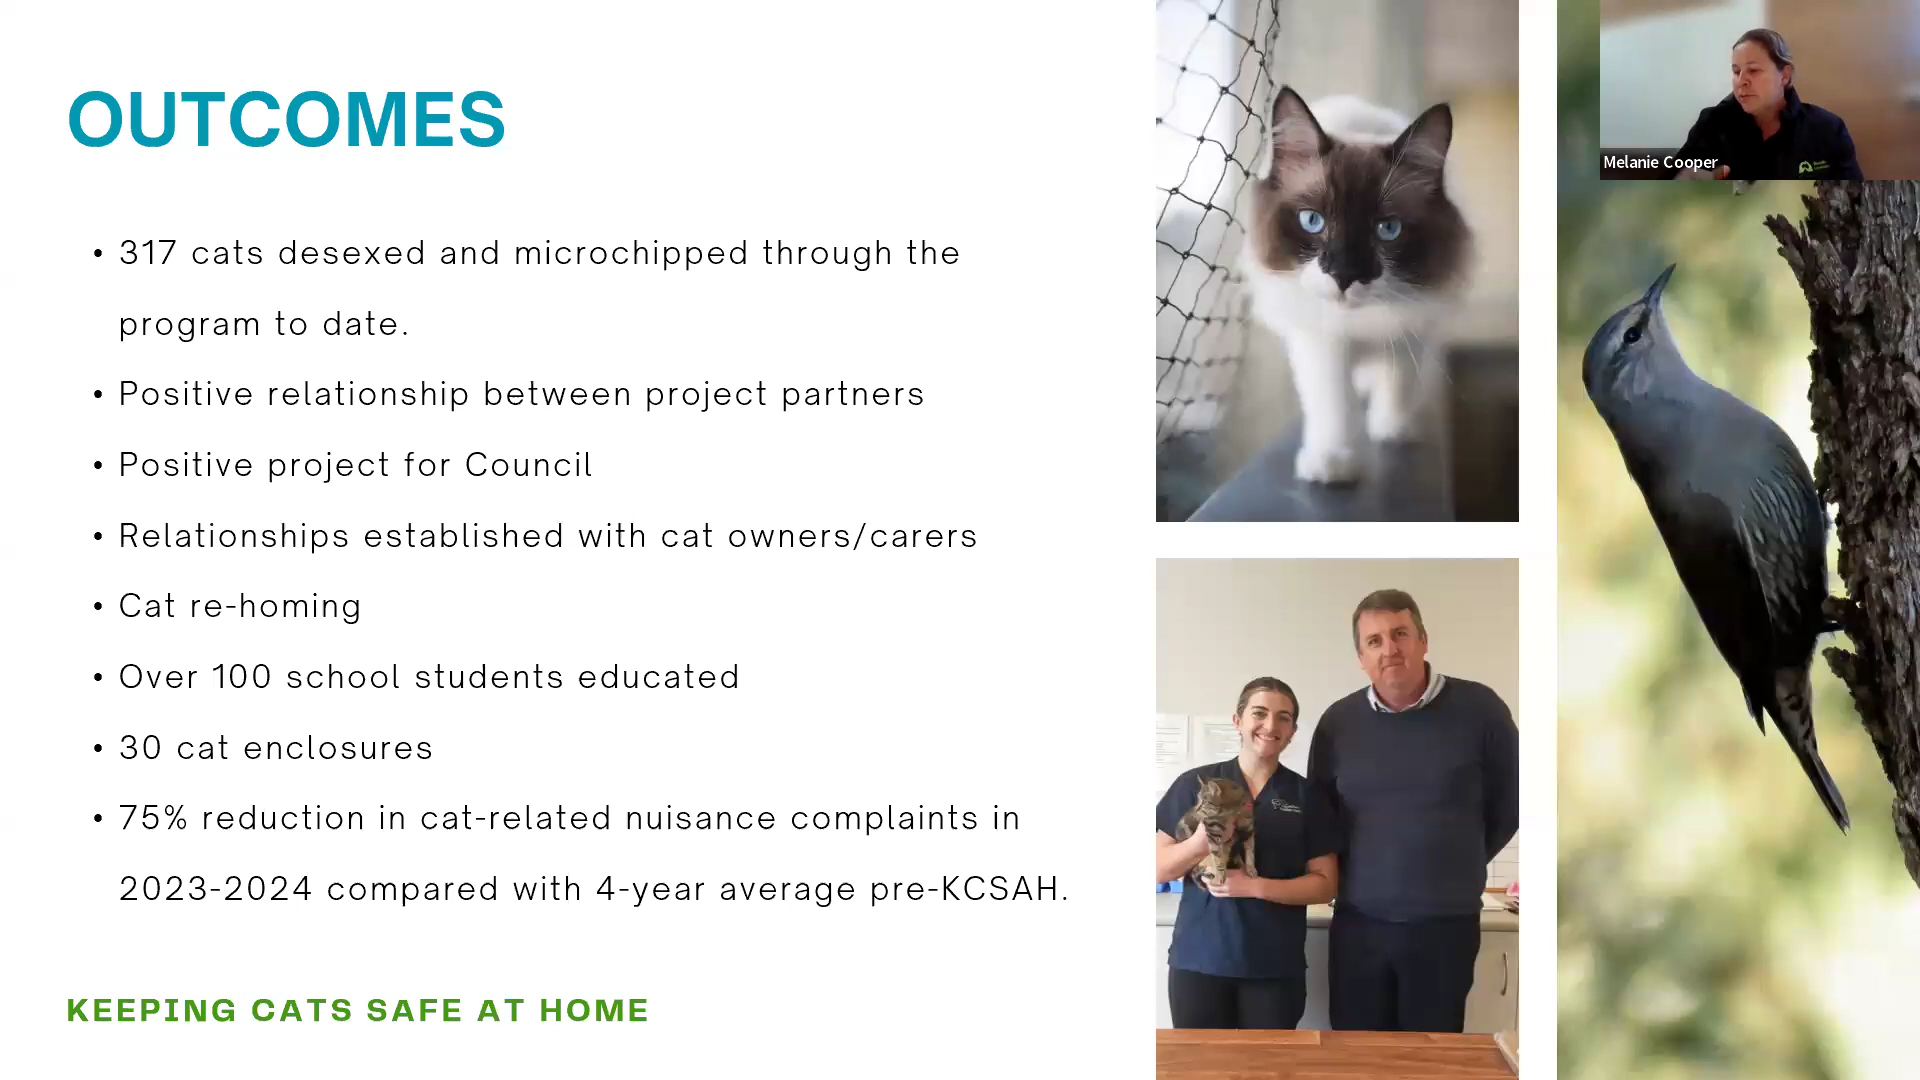 OUTCOMES
• 317 cats desexed and microchipped through the
program to date.
• Positive relationship between project partners
• Positive project for Council
• Relationships established with cat owners/carers
• Cat re-homing
• Over 100 school students educated
• 30 cat enclosures
• 75% reduction in cat-related nuisance complaints in
2023-2024 compared with 4-year average pre-KCSAH.
KEEPING CATS SAFE AT HOME
Melanie Cooper